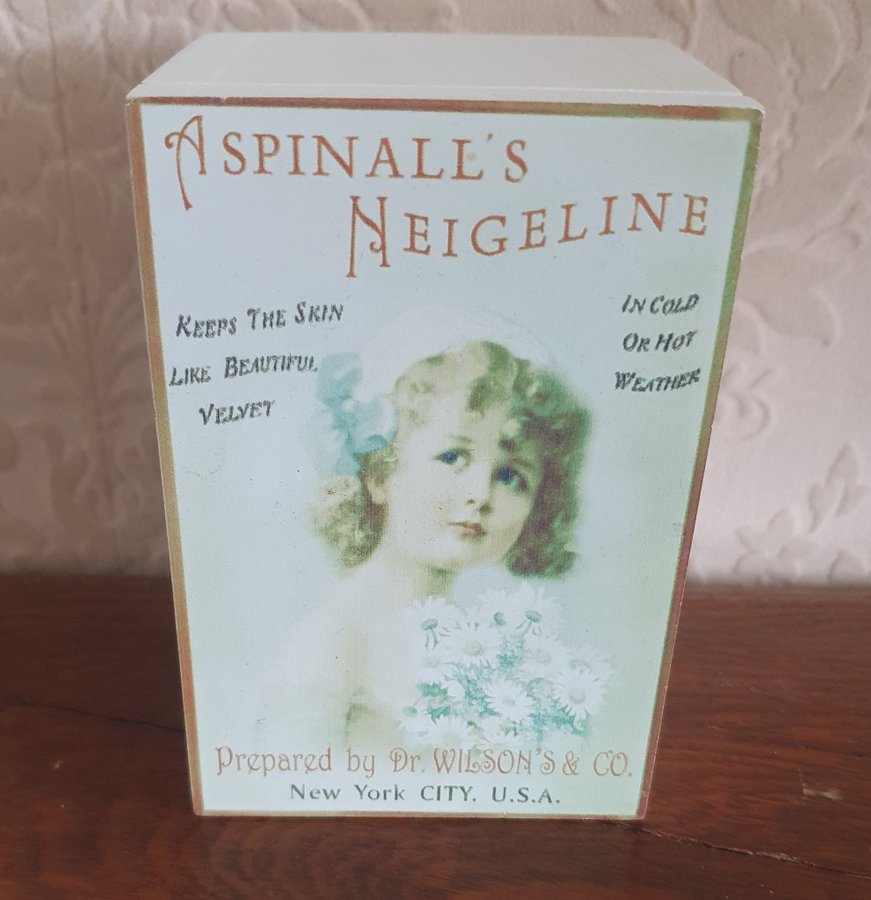 ASPINALL'S
NEIGELINE
KEEPS THE SKIN
LIKE BEAUTIFUL
VELVET
IN COLD
OR HOT
WEATHER
Prepared by Dr. WILSON'S & CO.
New York CITY. U.S.A.